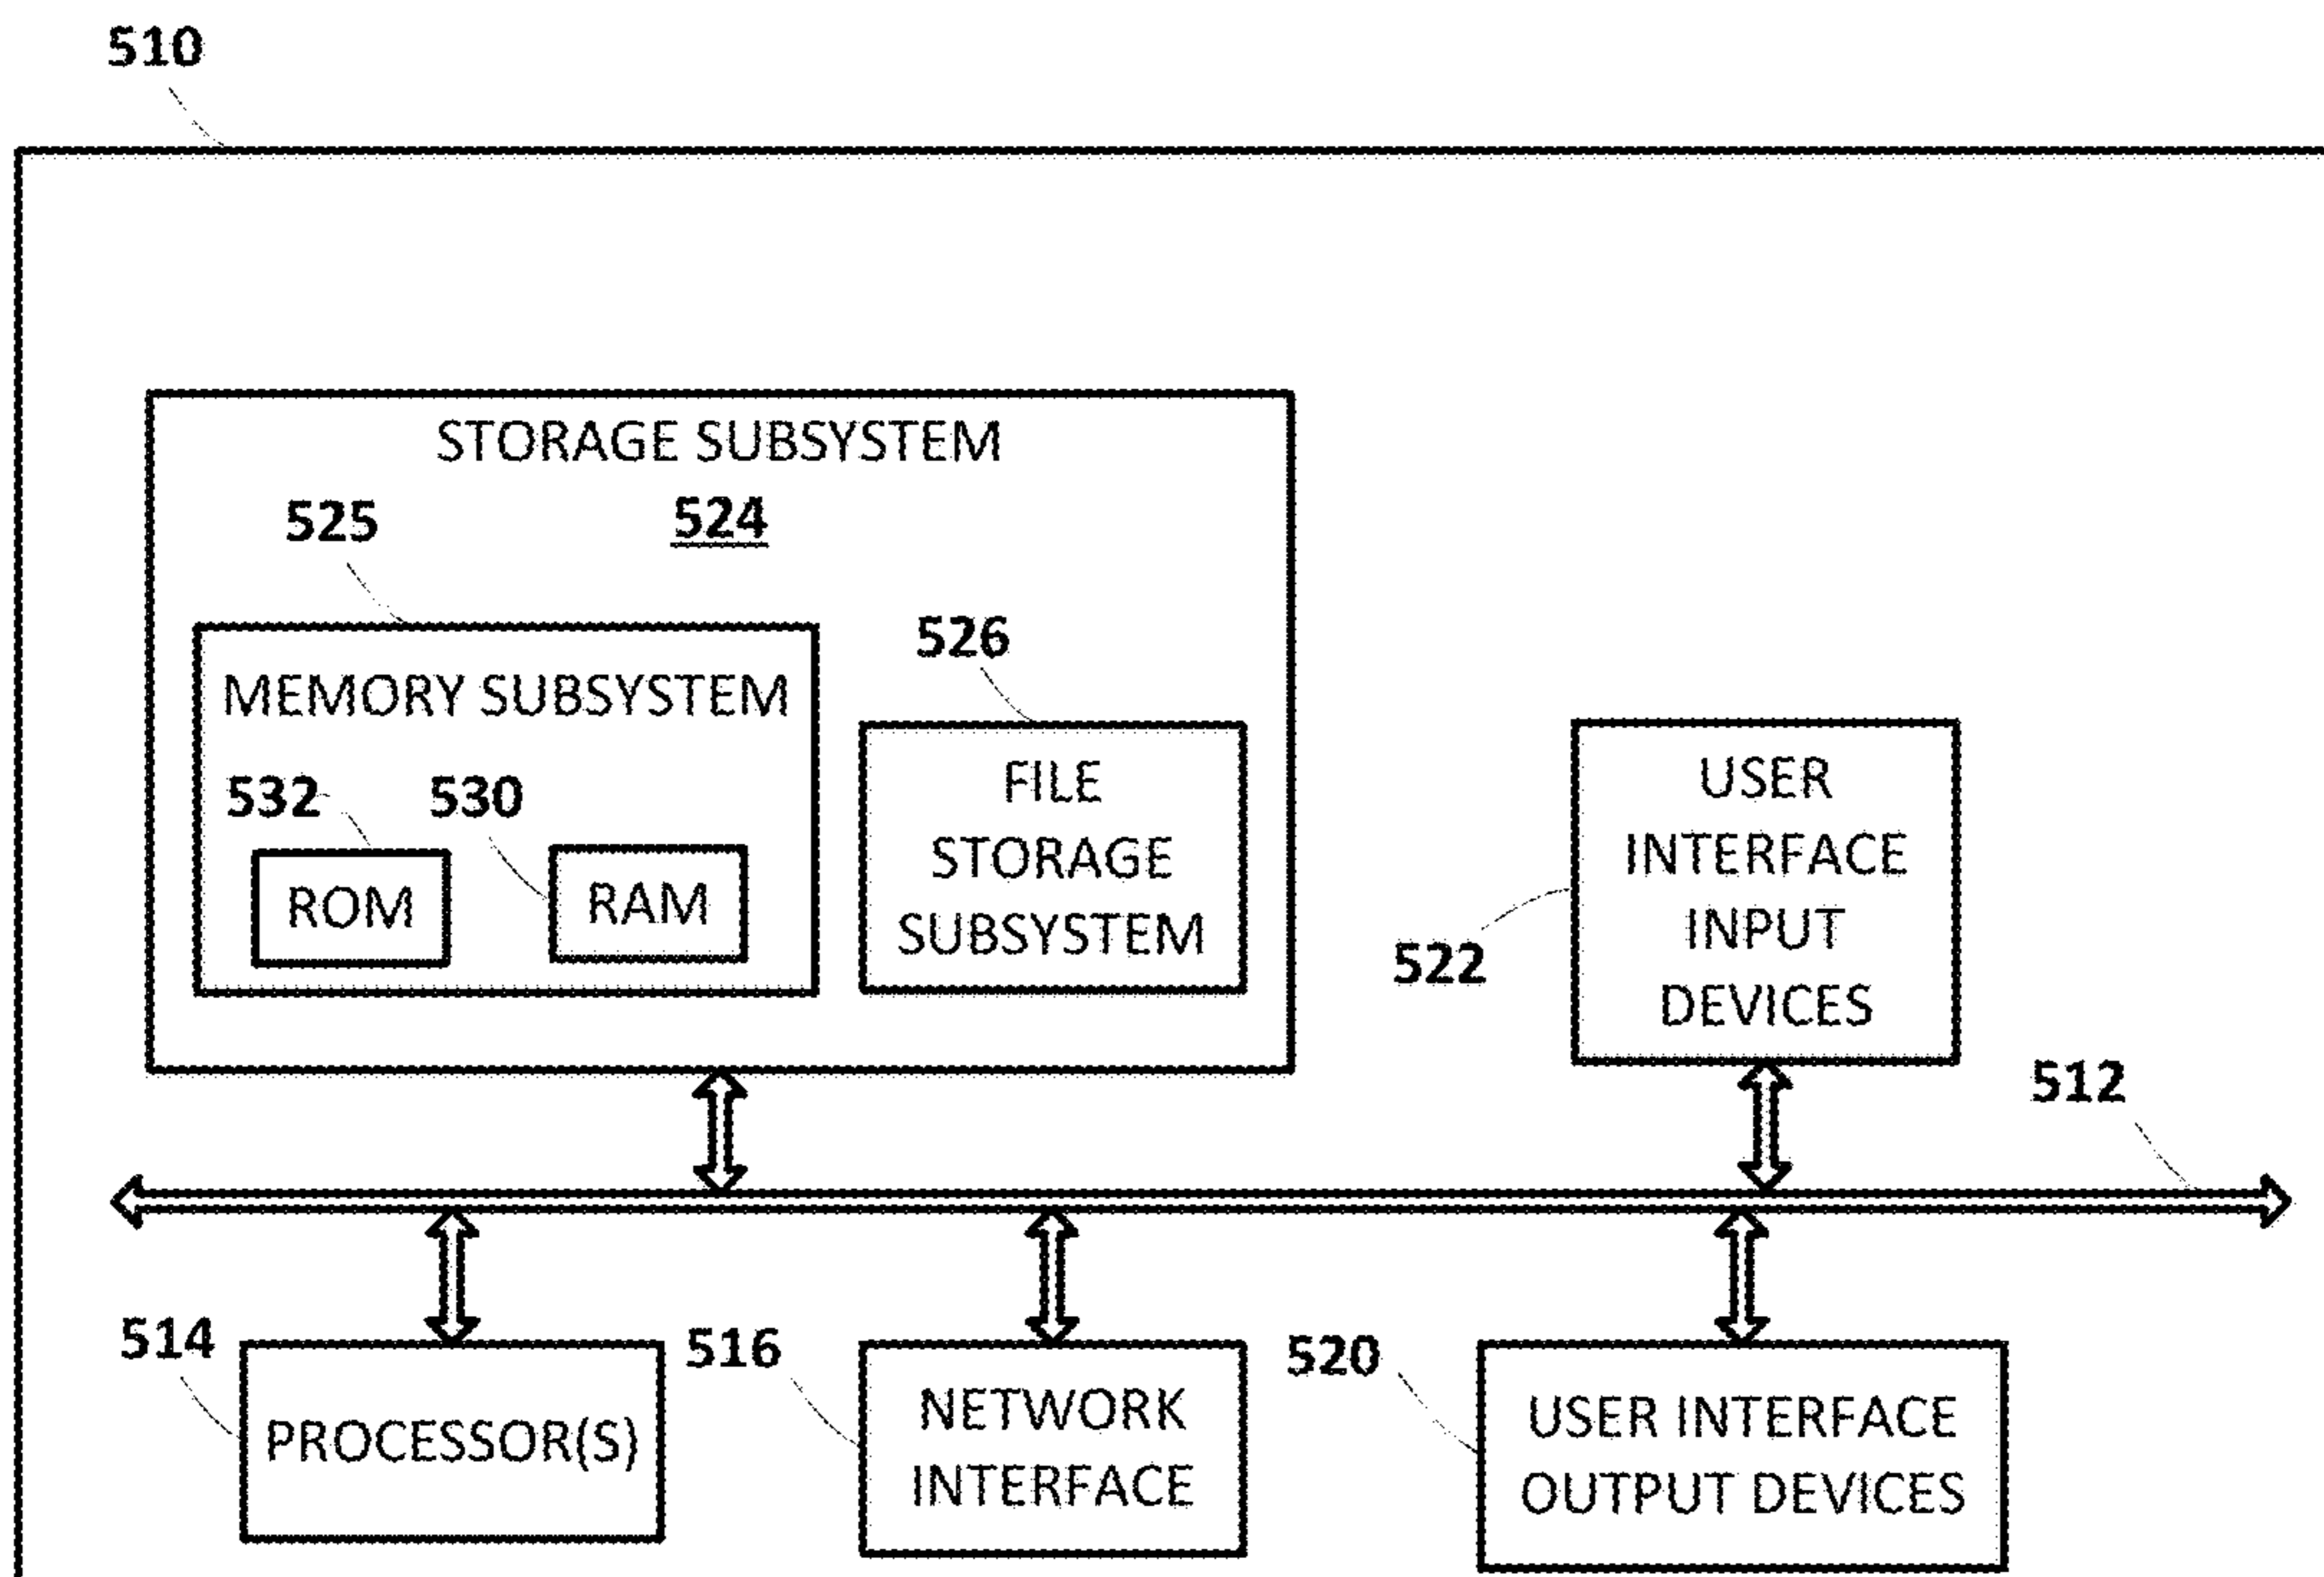 510
STORAGE SUBSYSTEM
525
524
526
MEMORY SUBSYSTEM
532
530
ROM
RAM
FILE
STORAGE
SUBSYSTEM
USER
INTERFACE
INPUT
DEVICES
522
512
514
PROCESSOR(S)
516
NETWORK
INTERFACE
520
USER INTERFACE
OUTPUT DEVICES